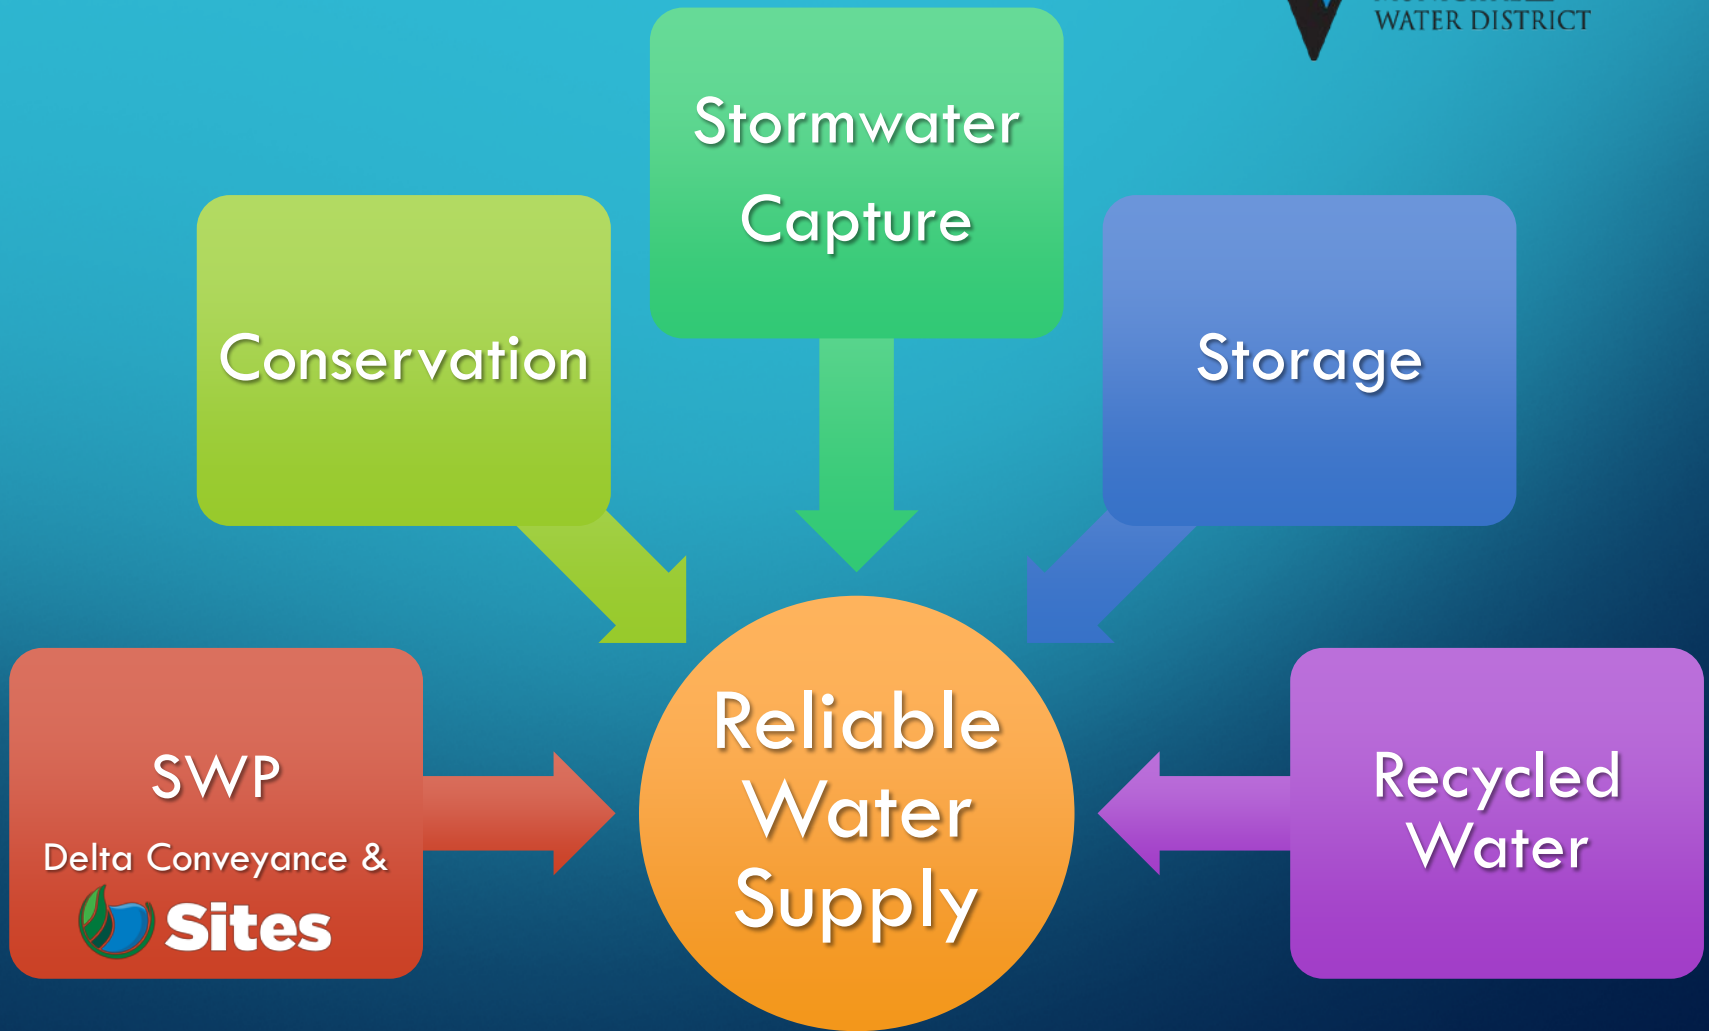 WATER DISTRICT
Stormwater
Capture
Conservation
Storage
SWP
Delta Conveyance &
Sites
Reliable
Water
Supply
Recycled
Water